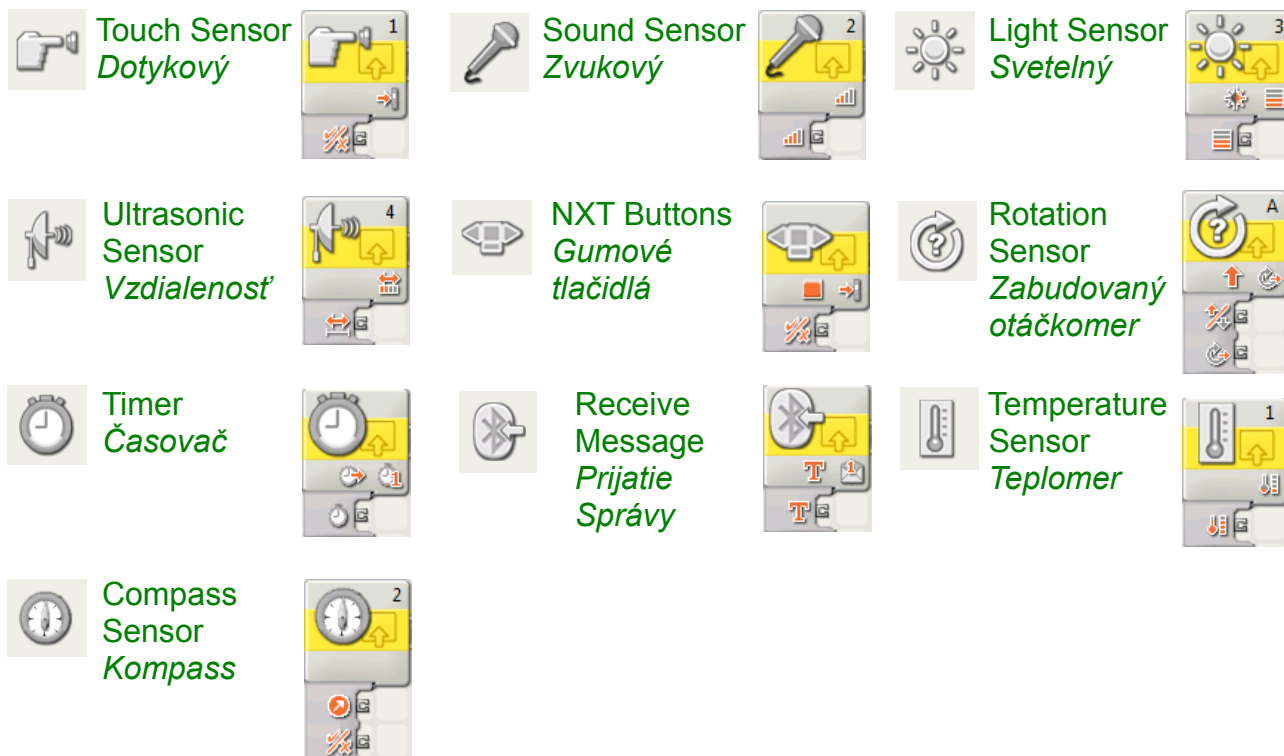 Touch Sensor
Dotykový
1
Sound Sensor
Zvukový
2
Light Sensor
Svetelný
3
Ultrasonic
Sensor
Vzdialenosť
4
NXT Buttons
Gumové
tlačidlá
Rotation
Sensor
Zabudovaný
otáčkomer
A
Timer
Časovač
1
Receive
Message
Prijatie
Správy
T 1
T
Temperature
Sensor
Teplomer
1
Compass
Sensor
Kompass
2